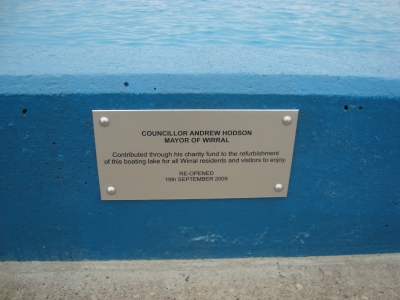 COUNCILLOR ANDREW HODSON
MAYOR OF WIRRAL
Contributed through his charity fund to the refurbishment
of this boating lake for all Wirral residents and visitors to enjoy.
RE-OPENED
19th SEPTEMBER 2009